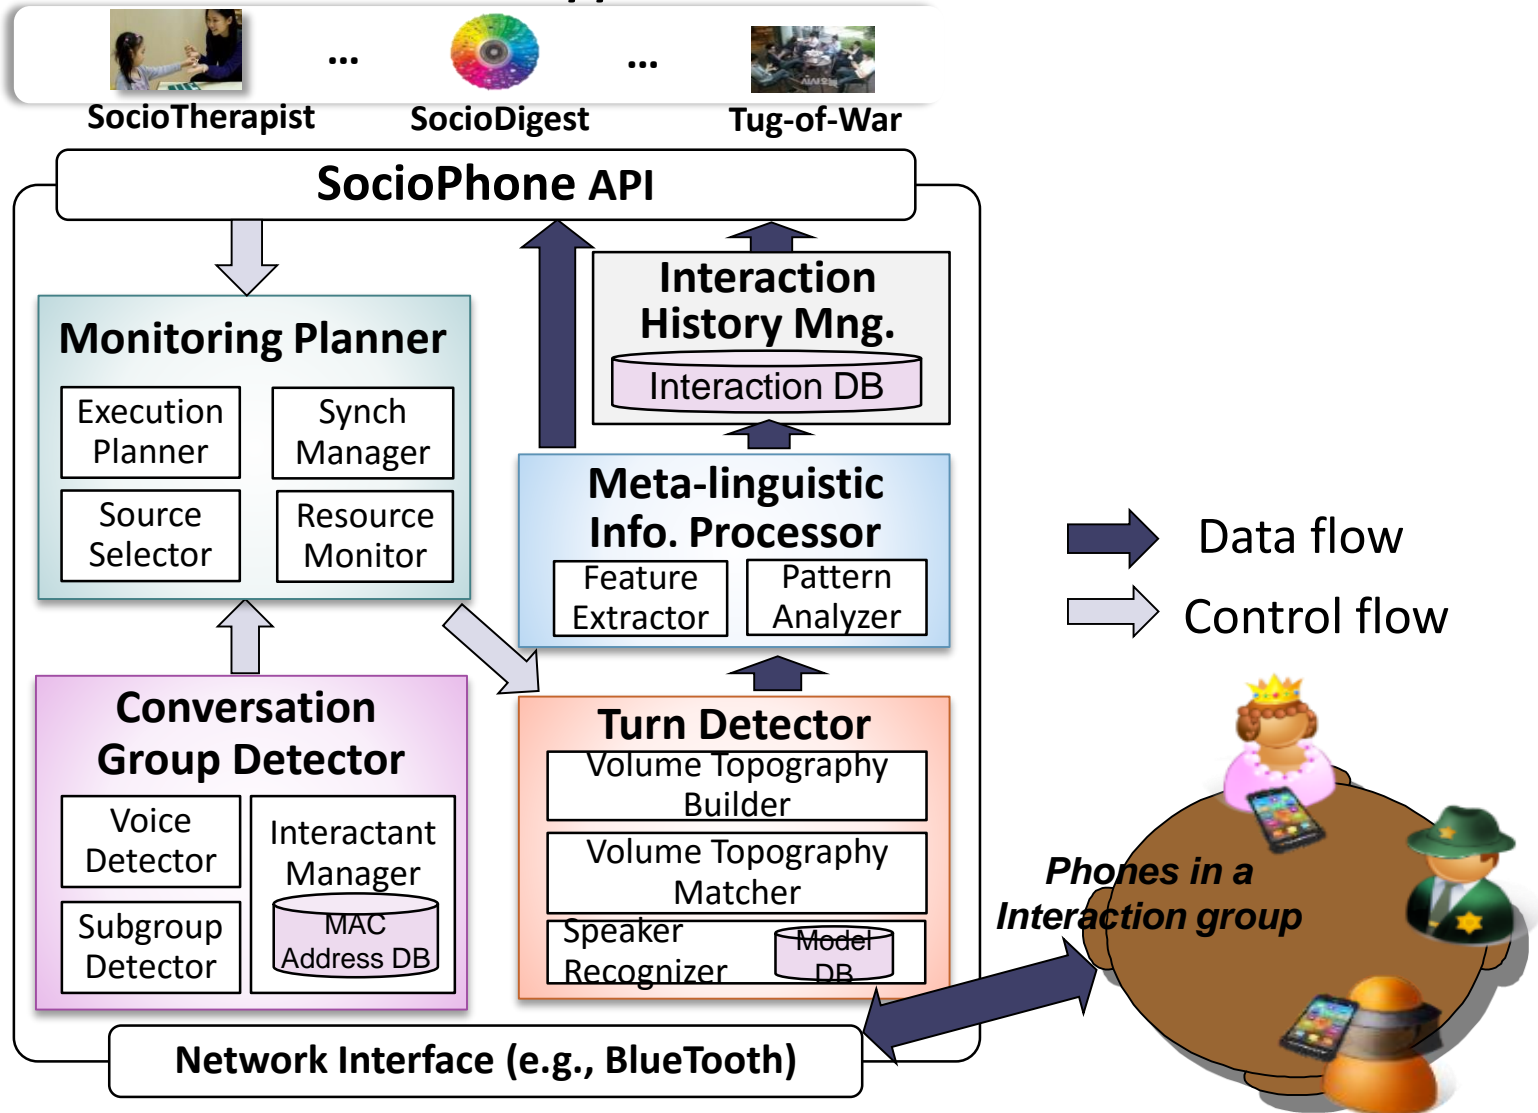 ...
...
SocioTherapist
SocioDigest
Tug-of-War
SocioPhone API
Monitoring Planner
Execution
Planner
Synch
Manager
Source
Selector
Resource
Monitor
Interaction
History Mng.
Interaction DB
Meta-linguistic
Info. Processor
Feature
Extractor
Pattern
Analyzer
Data flow
Control flow
Conversation
Group Detector
Voice
Detector
Subgroup
Detector
Interactant
Manager
MAC
Address DB
Turn Detector
Volume Topography
Builder
Volume Topography
Matcher
Speaker
Recognizer
Model
DB
Phones in a
Interaction group
Network Interface (e.g., BlueTooth)